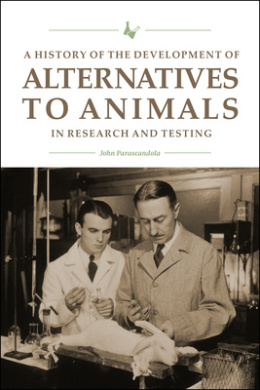 A HISTORY OF THE DEVELOPMENT OF
ALTERNATIVES
TO ANIMALS
IN RESEARCH AND TESTING
John Parascandola